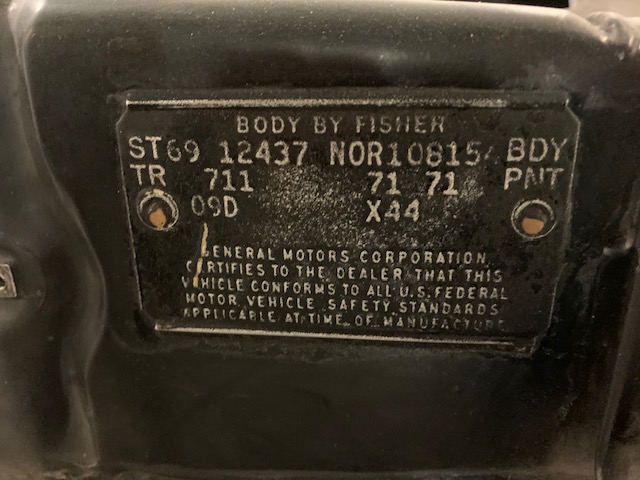 BODY BY FISHER
ST69 12437 NOR108154 BDY
TR 711 71 71 PNT
09D X44
GENERAL MOTORS CORPORATION
CERTIFIES TO THE DEALER THAT THIS
VEHICLE CONFORMS TO ALL U.S. FEDERAL
MOTOR VEHICLE SAFETY STANDARDS
APPLICABLE AT TIME OF MANUFACTURE